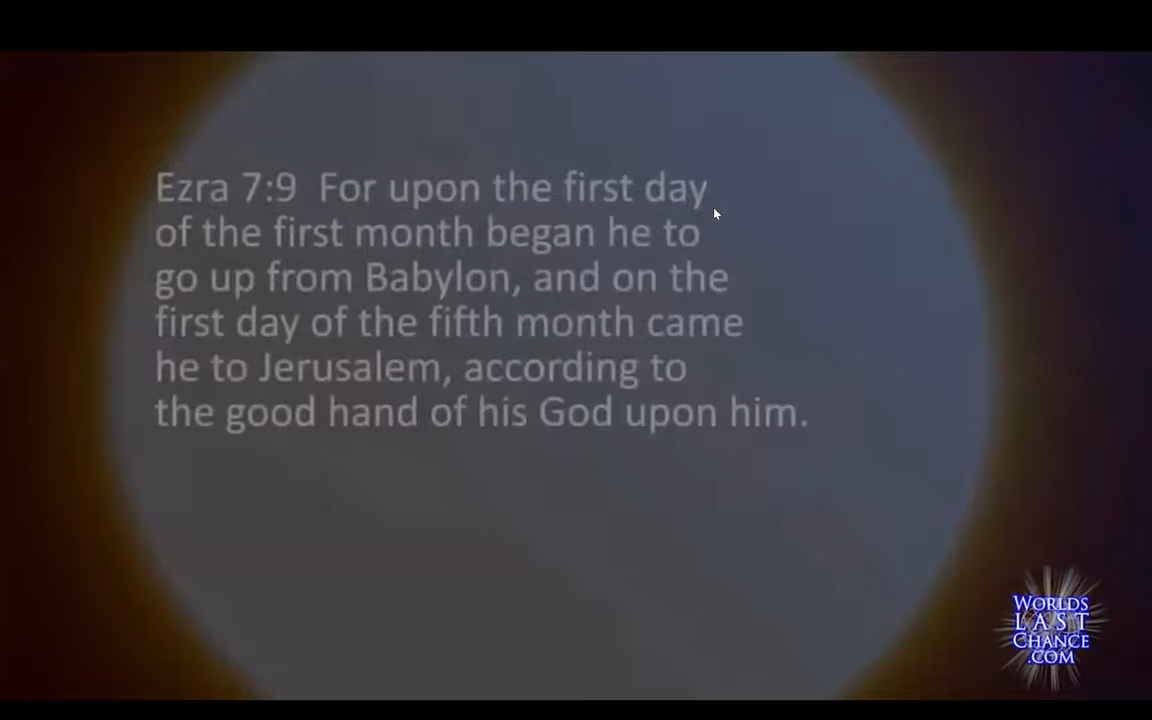 Ezra 7:9 For upon the first day
of the first month began he to
go up from Babylon, and on the
first day of the fifth month came
he to Jerusalem, according to
the good hand of his God upon him.
WORLDS
LAST
CHANCE
.COM